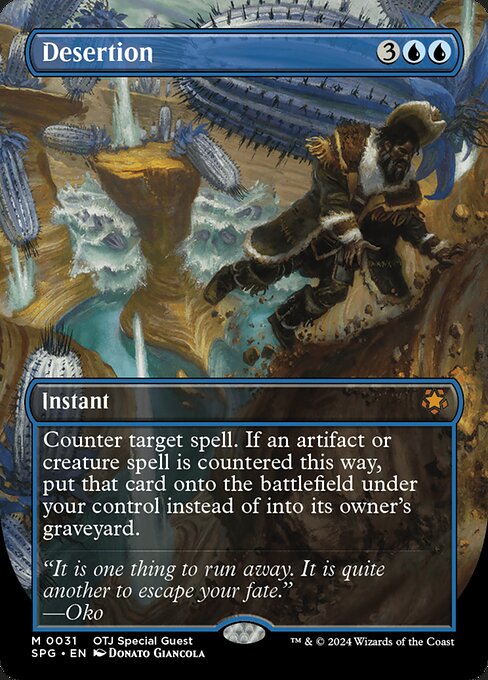 Desertion 3
Instant
Counter target spell. If an artifact or
creature spell is countered this way,
put that card onto the battlefield under
your control instead of into its owner’s
graveyard.
“It is one thing to run away. It is quite
another to escape your fate.”
—Oko
M 0031 OTJ Special Guest
SPG • EN Donato Giancola
™ & © 2024 Wizards of the Coast